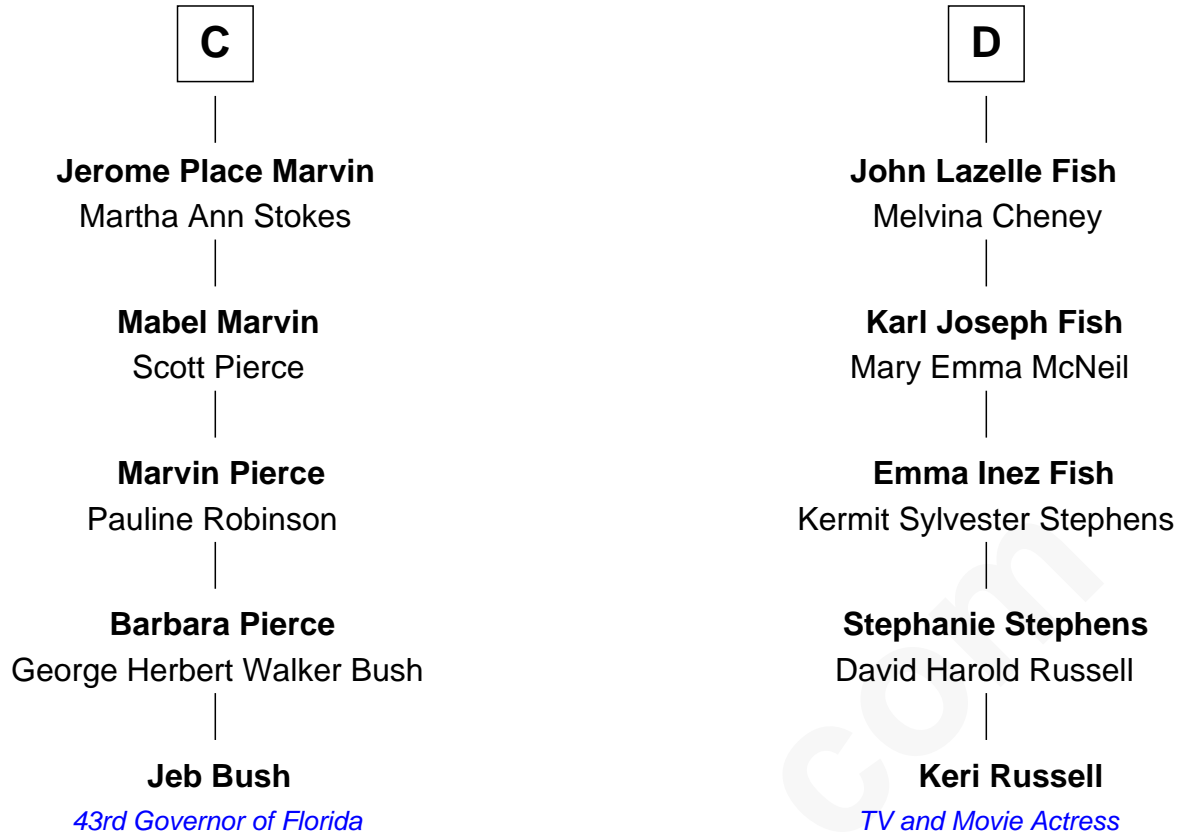 C
Jerome Place Marvin
Martha Ann Stokes
Mabel Marvin
Scott Pierce
Marvin Pierce
Pauline Robinson
Barbara Pierce
George Herbert Walker Bush
Jeb Bush
43rd Governor of Florida
D
John Lazelle Fish
Melvina Cheney
Karl Joseph Fish
Mary Emma McNeil
Emma Inez Fish
Kermit Sylvester Stephens
Stephanie Stephens
David Harold Russell
Keri Russell
TV and Movie Actress
com